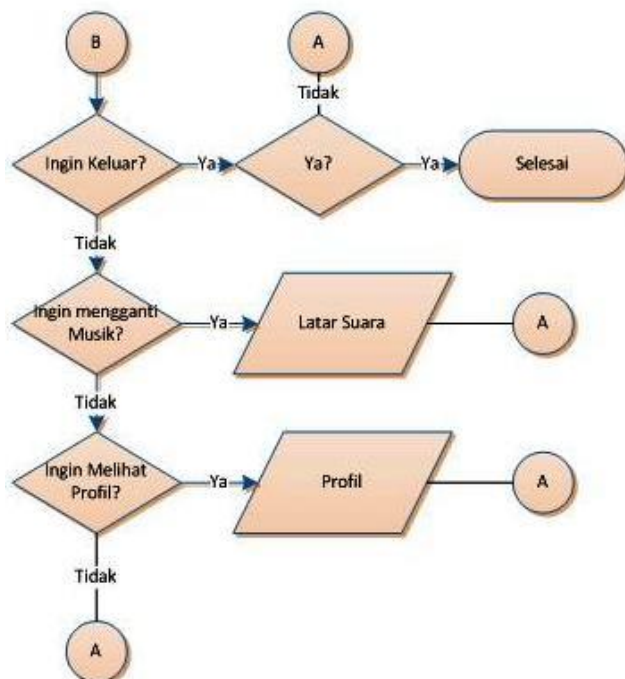 B
A
Tidak
Ingin Keluar?
Ya
Ya?
Ya
Selesai
Tidak
Ingin mengganti
Musik?
Ya
Latar Suara
A
Tidak
Ingin Melihat
Profil?
Ya
Profil
A
Tidak
A